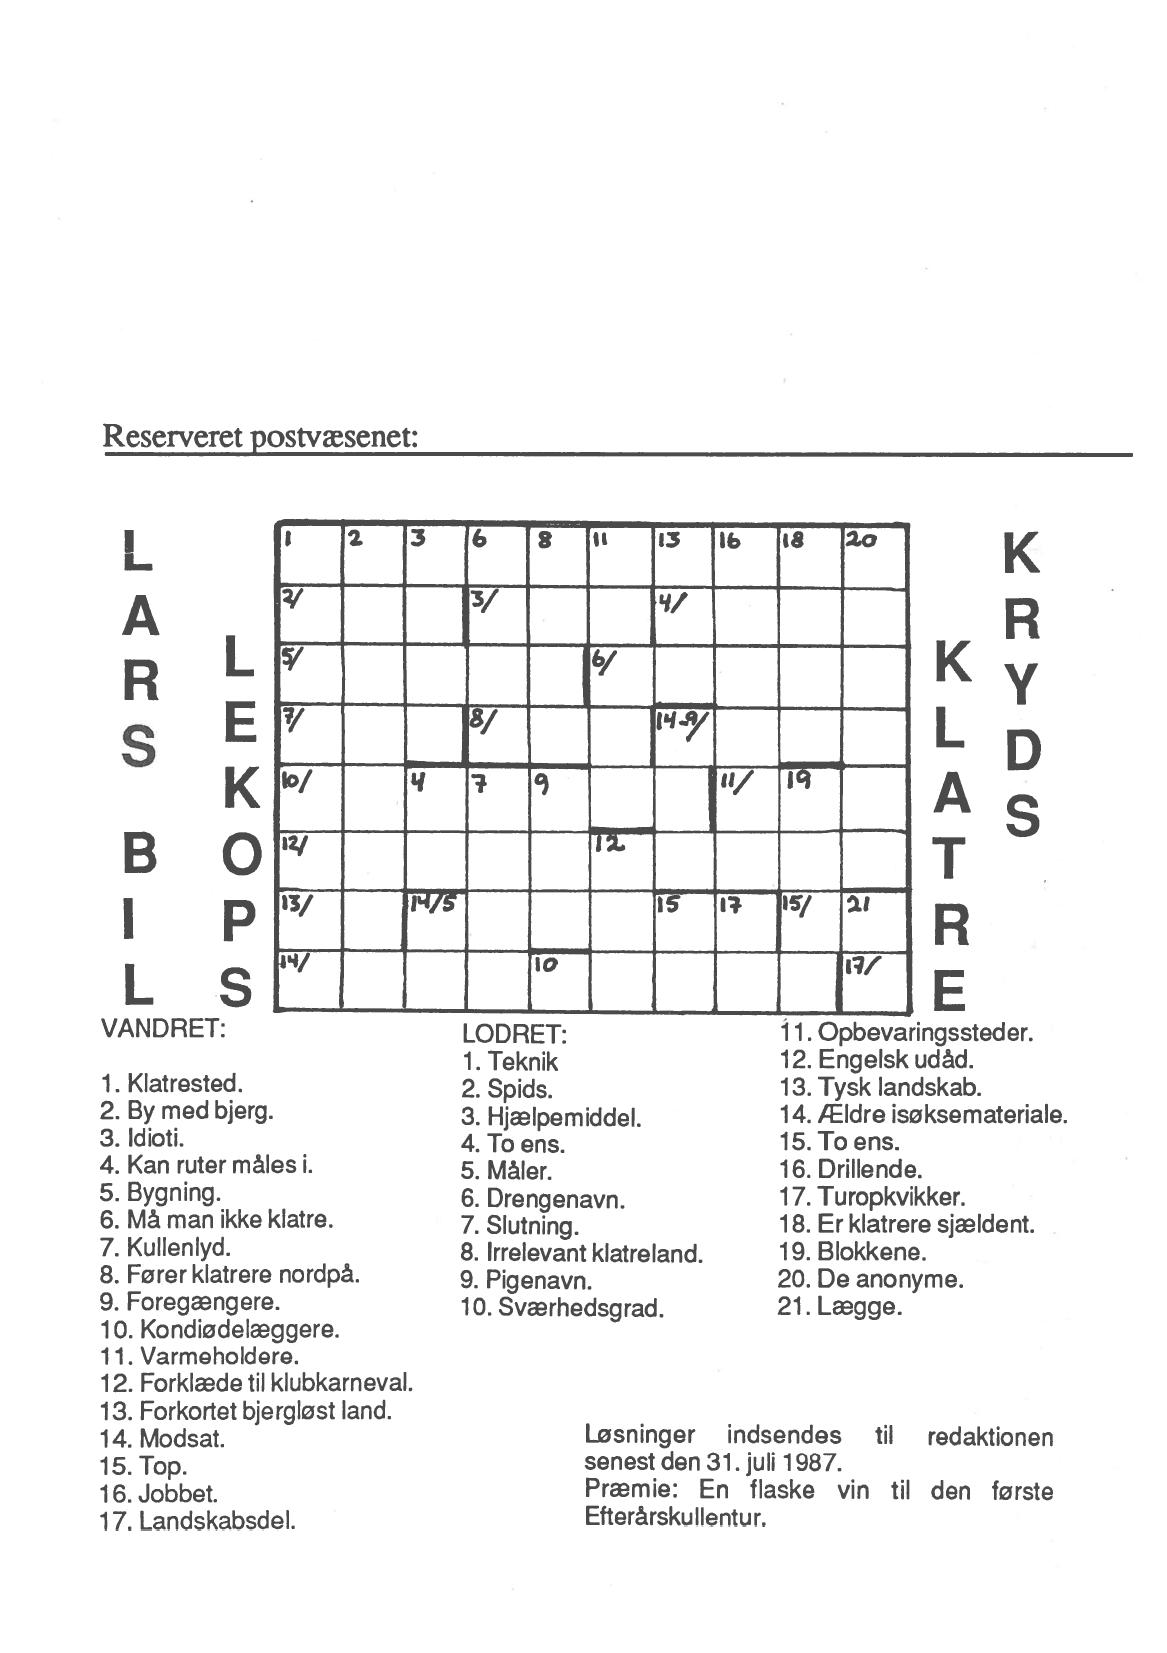 Reserveret postvæsenet:
LARS BIL
LEKOPS
KLATRE
KRYDS
1 2 3 6 8 11 13 16 18 20
2/ 3/ 4/
5/ 6/
7/ 8/ 14-9/
10/ 4 7 9 11/ 19
12/ 12
13/ 14/5 15 17 15/ 21
14/ 10 17/
VANDRET:
1. Klatrested.
2. By med bjerg.
3. Idioti.
4. Kan ruter måles i.
5. Bygning.
6. Må man ikke klatre.
7. Kullenlyd.
8. Fører klatrere nordpå.
9. Foregængere.
10. Kondiødelæggere.
11. Varmeholdere.
12. Forklæde til klubkarneval.
13. Forkortet bjergløst land.
14. Modsat.
15. Top.
16. Jobbet.
17. Landskabsdel.
LODRET:
1. Teknik
2. Spids.
3. Hjælpemiddel.
4. To ens.
5. Måler.
6. Drengenavn.
7. Slutning.
8. Irrelevant klatreland.
9. Pigenavn.
10. Sværhedsgrad.
11. Opbevaringssteder.
12. Engelsk udåd.
13. Tysk landskab.
14. Ældre isøksemateriale.
15. To ens.
16. Drillende.
17. Turopkvikker.
18. Er klatrere sjældent.
19. Blokkene.
20. De anonyme.
21. Lægge.
Løsninger indsendes til redaktionen
senest den 31. juli 1987.
Præmie: En flaske vin til den første
Efterårskullentur.